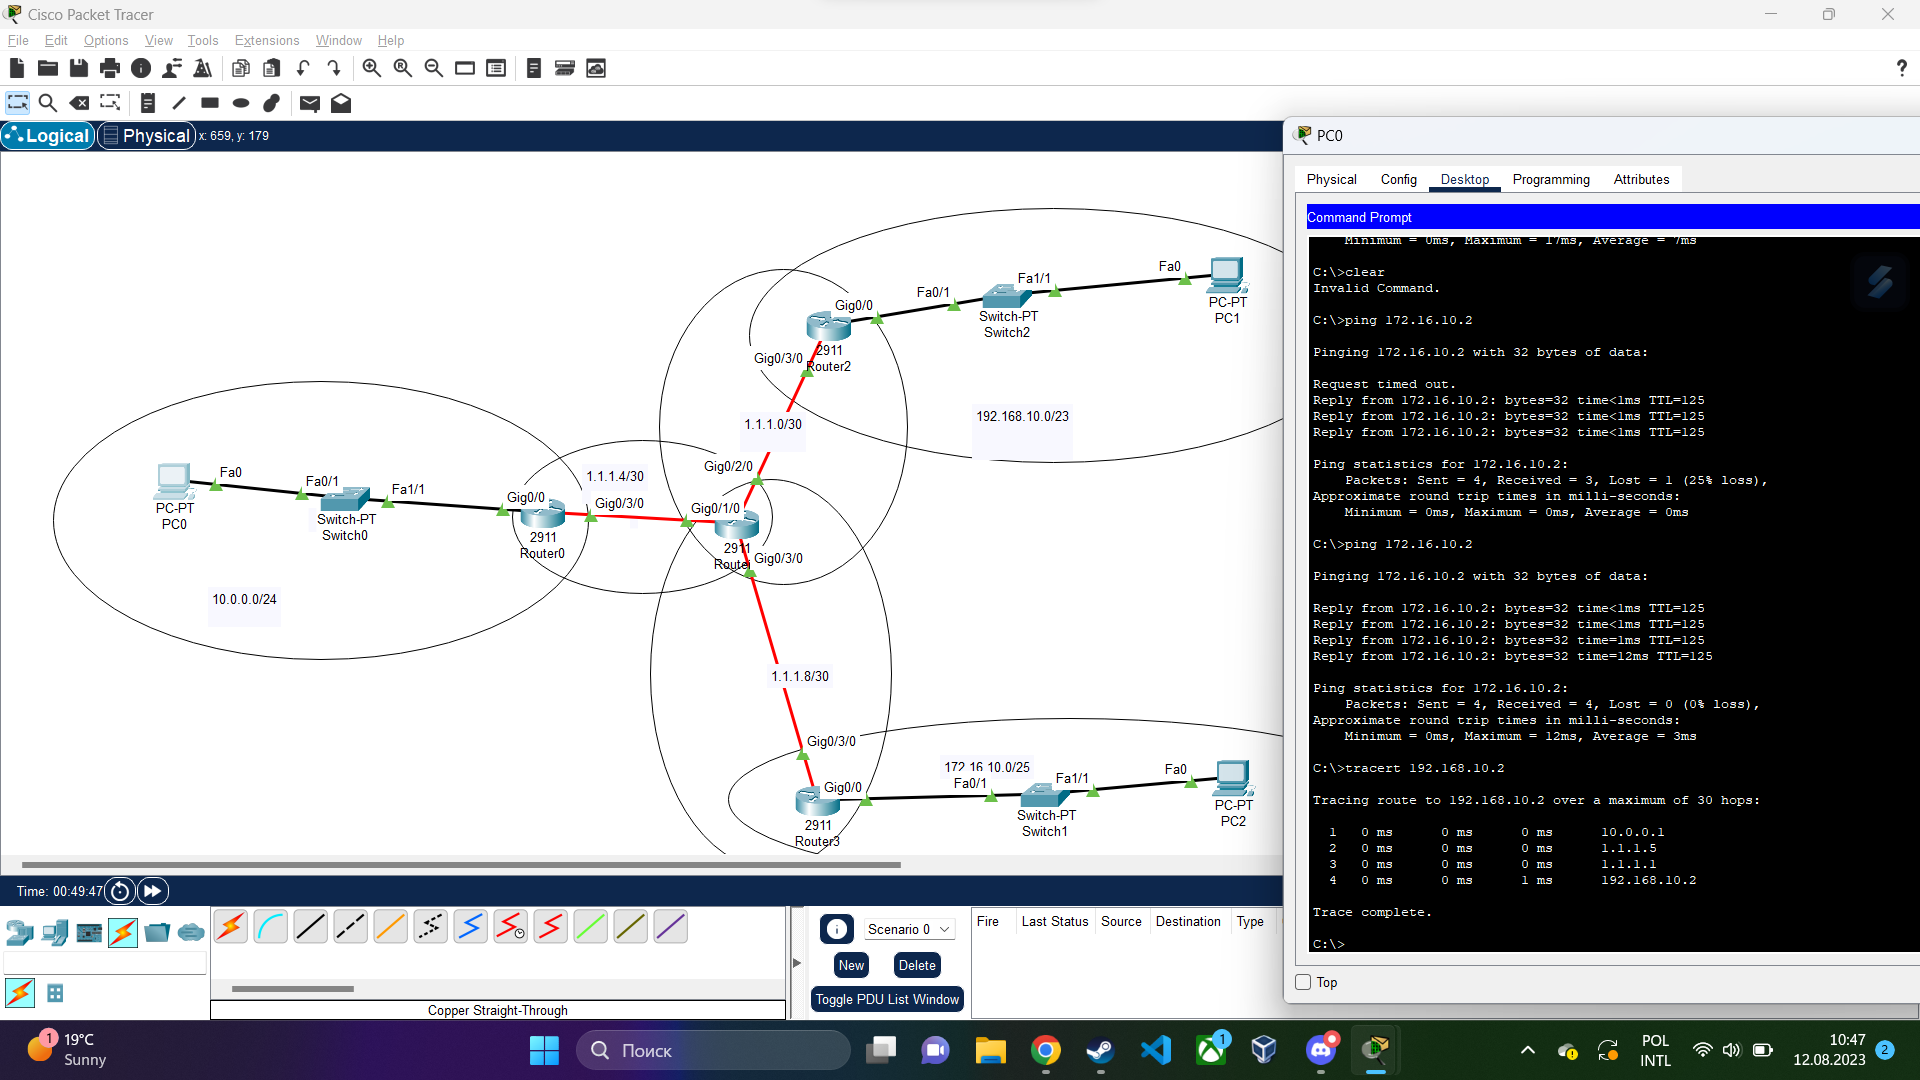 Cisco Packet Tracer
File Edit Options View Tools Extensions Window Help
?
Logical Physical x: 659, y: 179
PC0
Physical Config Desktop Programming Attributes
Command Prompt
Minimum = 0ms, Maximum = 17ms, Average = 7ms
C:\>clear
Invalid Command.
C:\>ping 172.16.10.2
Pinging 172.16.10.2 with 32 bytes of data:
Request timed out.
Reply from 172.16.10.2: bytes=32 time<1ms TTL=125
Reply from 172.16.10.2: bytes=32 time<1ms TTL=125
Reply from 172.16.10.2: bytes=32 time<1ms TTL=125
Ping statistics for 172.16.10.2:
Packets: Sent = 4, Received = 3, Lost = 1 (25% loss),
Approximate round trip times in milli-seconds:
Minimum = 0ms, Maximum = 0ms, Average = 0ms
C:\>ping 172.16.10.2
Pinging 172.16.10.2 with 32 bytes of data:
Reply from 172.16.10.2: bytes=32 time<1ms TTL=125
Reply from 172.16.10.2: bytes=32 time<1ms TTL=125
Reply from 172.16.10.2: bytes=32 time=1ms TTL=125
Reply from 172.16.10.2: bytes=32 time=12ms TTL=125
Ping statistics for 172.16.10.2:
Packets: Sent = 4, Received = 4, Lost = 0 (0% loss),
Approximate round trip times in milli-seconds:
Minimum = 0ms, Maximum = 12ms, Average = 3ms
C:\>tracert 192.168.10.2
Tracing route to 192.168.10.2 over a maximum of 30 hops:
1 0 ms 0 ms 0 ms 10.0.0.1
2 0 ms 0 ms 0 ms 1.1.1.5
3 0 ms 0 ms 0 ms 1.1.1.1
4 0 ms 0 ms 1 ms 192.168.10.2
Trace complete.
C:\>
Top
Fa0
Fa1/1
Fa0/1
Gig0/0
PC-PT
PC1
Switch-PT
Switch2
2911
Router2
Gig0/3/0
192.168.10.0/23
1.1.1.0/30
Gig0/2/0
Fa0
Fa0/1
Fa1/1
Gig0/0
1.1.1.4/30
Gig0/3/0
Gig0/1/0
PC-PT
PC0
Switch-PT
Switch0
2911
Router0
2911
Gig0/3/0
10.0.0.0/24
1.1.1.8/30
Gig0/3/0
172.16.10.0/25
Fa0/1
Fa1/1
Fa0
Gig0/0
2911
Router3
Switch-PT
Switch1
PC-PT
PC2
Time: 00:49:47
Scenario 0
New Delete
Toggle PDU List Window
Fire Last Status Source Destination Type
Copper Straight-Through
1 19°C
Sunny
Поиск
1
POL
INTL
10:47
12.08.2023
2